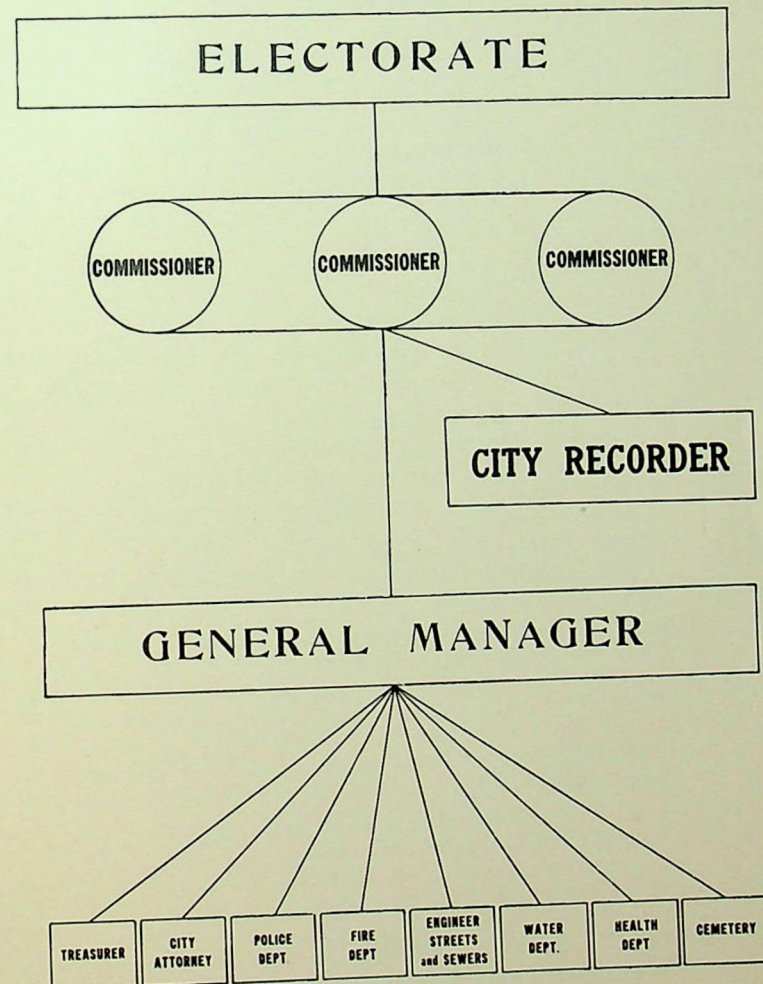 ELECTORATE
COMMISSIONER
COMMISSIONER
COMMISSIONER
CITY RECORDER
GENERAL MANAGER
TREASURER
CITY
ATTORNEY
POLICE
DEPT.
FIRE
DEPT
ENGINEER
STREETS
and SEWERS
WATER
DEPT.
HEALTH
DEPT
CEMETERY